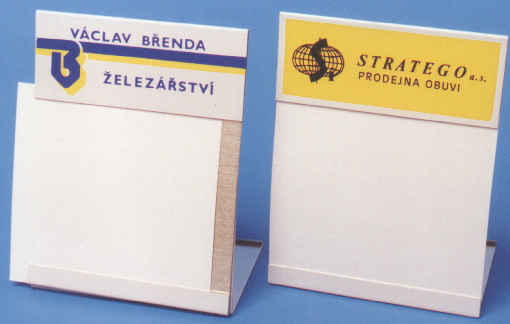 VÁCLAV BŘENDA
ŽELEZÁŘSTVÍ
STRATEGO a.s.
PRODEJNA OBUVI